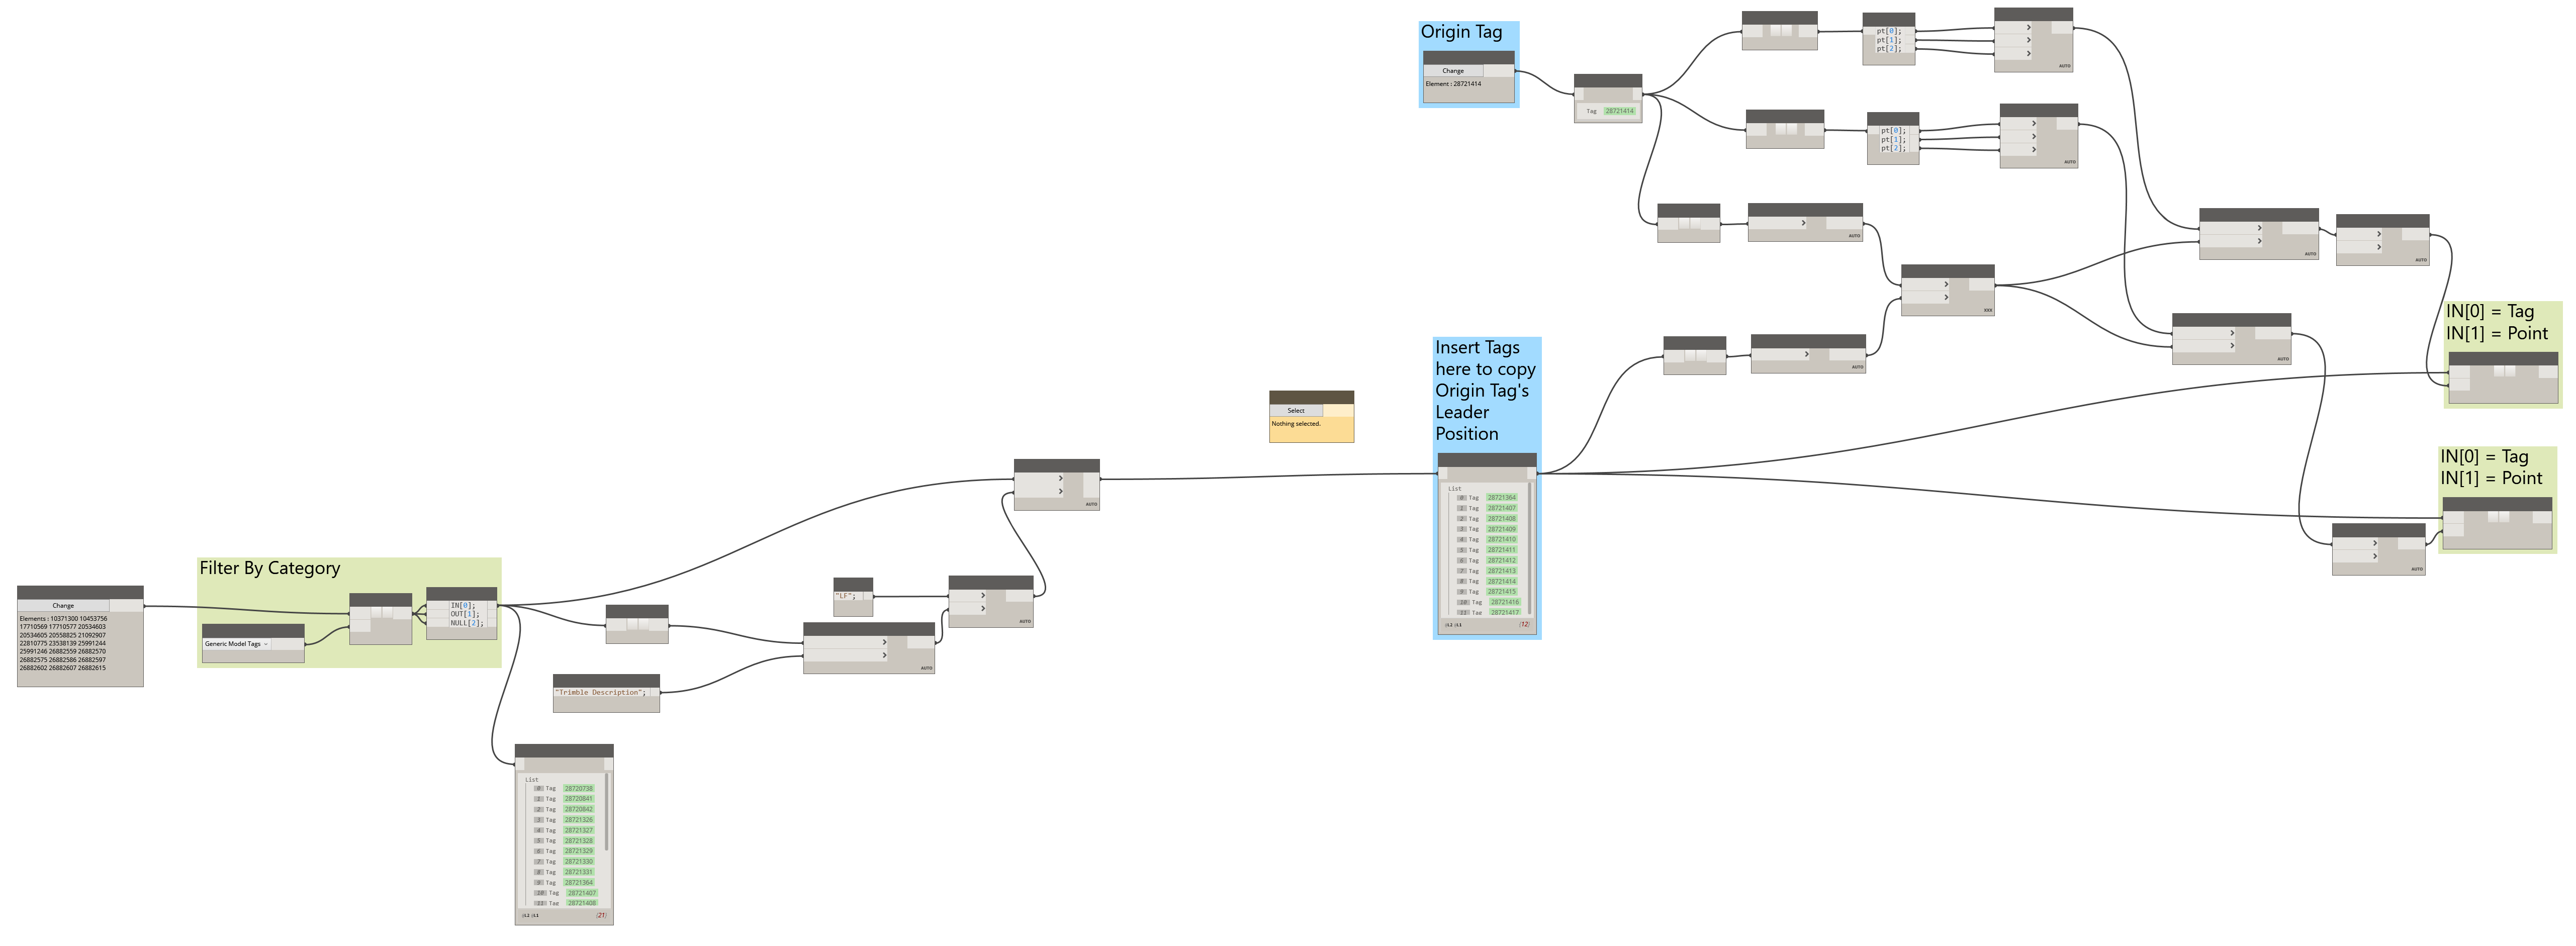 Origin Tag
Change
Element : 28721414
Tag 28721414
pt[0];
pt[1];
pt[2];
AUTO
pt[0];
pt[1];
pt[2];
AUTO
AUTO
AUTO
AUTO
XXX
AUTO
AUTO
IN[0] = Tag
IN[1] = Point
Insert Tags
here to copy
Origin Tag's
Leader
Position
List
0 Tag 28721364
1 Tag 28721407
2 Tag 28721408
3 Tag 28721409
4 Tag 28721410
5 Tag 28721411
6 Tag 28721412
7 Tag 28721413
8 Tag 28721414
9 Tag 28721415
10 Tag 28721416
11 Tag 28721417
@L2 @L1 {12}
Select
Nothing selected.
IN[0] = Tag
IN[1] = Point
AUTO
AUTO
Filter By Category
Change
Elements : 10371300 10453756
17710569 17710577 20534603
20534605 20558825 21092907
22810775 23538139 25991244
25991246 26882559 26882570
26882575 26882586 26882597
26882602 26882607 26882615
Generic Model Tags
IN[0];
OUT[1];
NULL[2];
"LF";
AUTO
AUTO
"Trimble Description";
List
0 Tag 28720738
1 Tag 28720841
2 Tag 28720842
3 Tag 28721326
4 Tag 28721327
5 Tag 28721328
6 Tag 28721329
7 Tag 28721330
8 Tag 28721331
9 Tag 28721364
10 Tag 28721407
11 Tag 28721408
@L2 @L1 {21}